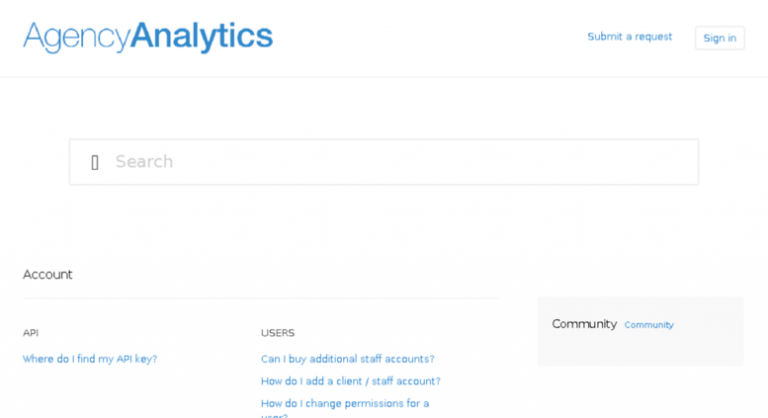 AgencyAnalytics
Submit a request
Sign in
Search
Account
API
Where do I find my API key?
USERS
Can I buy additional staff accounts?
How do I add a client / staff account?
How do I change permissions for a
user?
Community Community